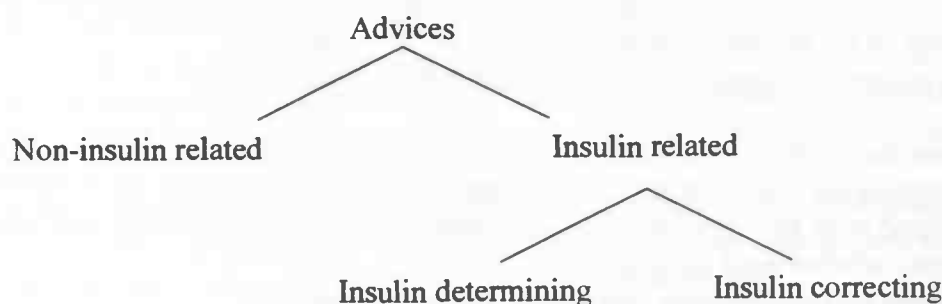 Advices
Non-insulin related
Insulin related
Insulin determining
Insulin correcting